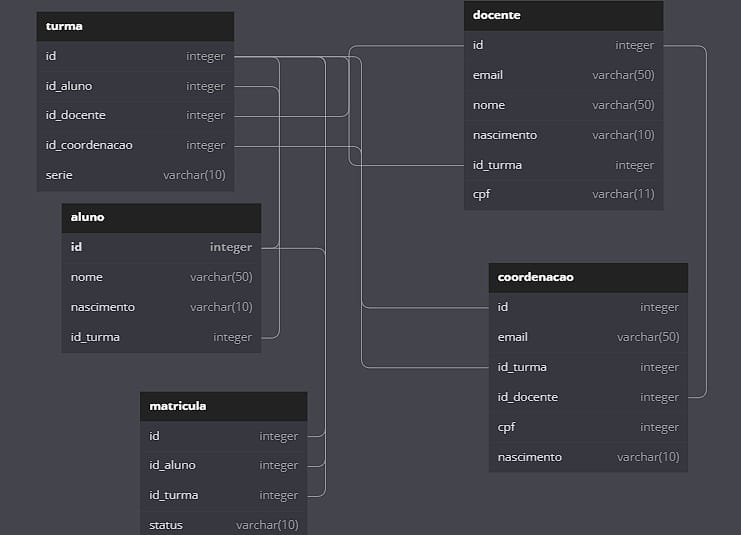 turma
id integer
id_aluno integer
id_docente integer
id_coordenacao integer
serie varchar(10)
aluno
id integer
nome varchar(50)
nascimento varchar(10)
id_turma integer
matricula
id integer
id_aluno integer
id_turma integer
status varchar(10)
docente
id integer
email varchar(50)
nome varchar(50)
nascimento varchar(10)
id_turma integer
cpf varchar(11)
coordenacao
id integer
email varchar(50)
id_turma integer
id_docente integer
cpf integer
nascimento varchar(10)